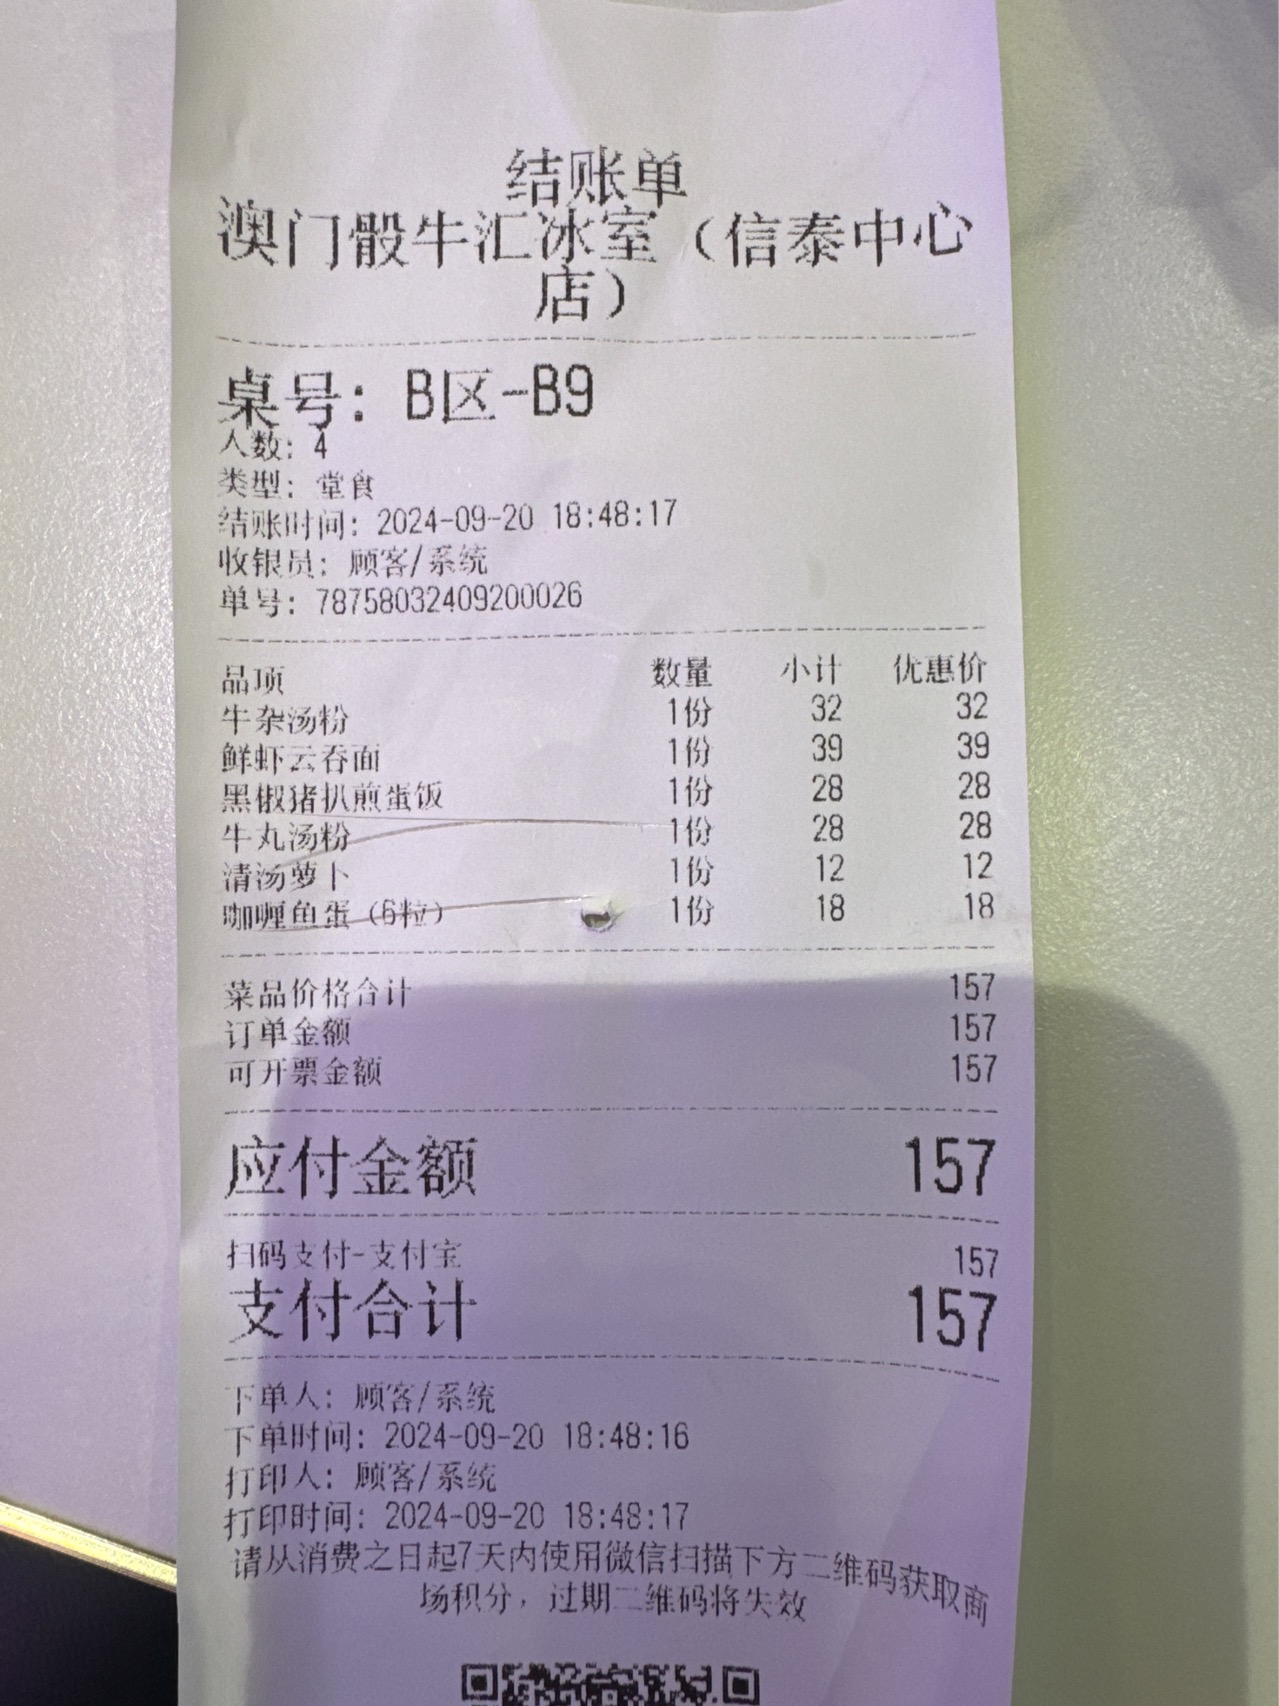 结账单
澳门骰牛汇冰室（信泰中心
店）
桌号：B区-B9
人数：4
类型：堂食
结账时间：2024-09-20 18:48:17
收银员：顾客/系统
单号：78758032409200026
品项 数量 小计 优惠价
牛杂汤粉 1份 32 32
鲜虾云吞面 1份 39 39
黑椒猪扒煎蛋饭 1份 28 28
牛丸汤粉 1份 28 28
清汤萝卜 1份 12 12
咖喱鱼蛋（6粒） 1份 18 18
菜品价格合计 157
订单金额 157
可开票金额 157
应付金额 157
扫码支付-支付宝 157
支付合计 157
下单人：顾客/系统
下单时间：2024-09-20 18:48:16
打印人：顾客/系统
打印时间：2024-09-20 18:48:17
请从消费之日起7天内使用微信扫描下方二维码获取商
场积分，过期二维码将失效